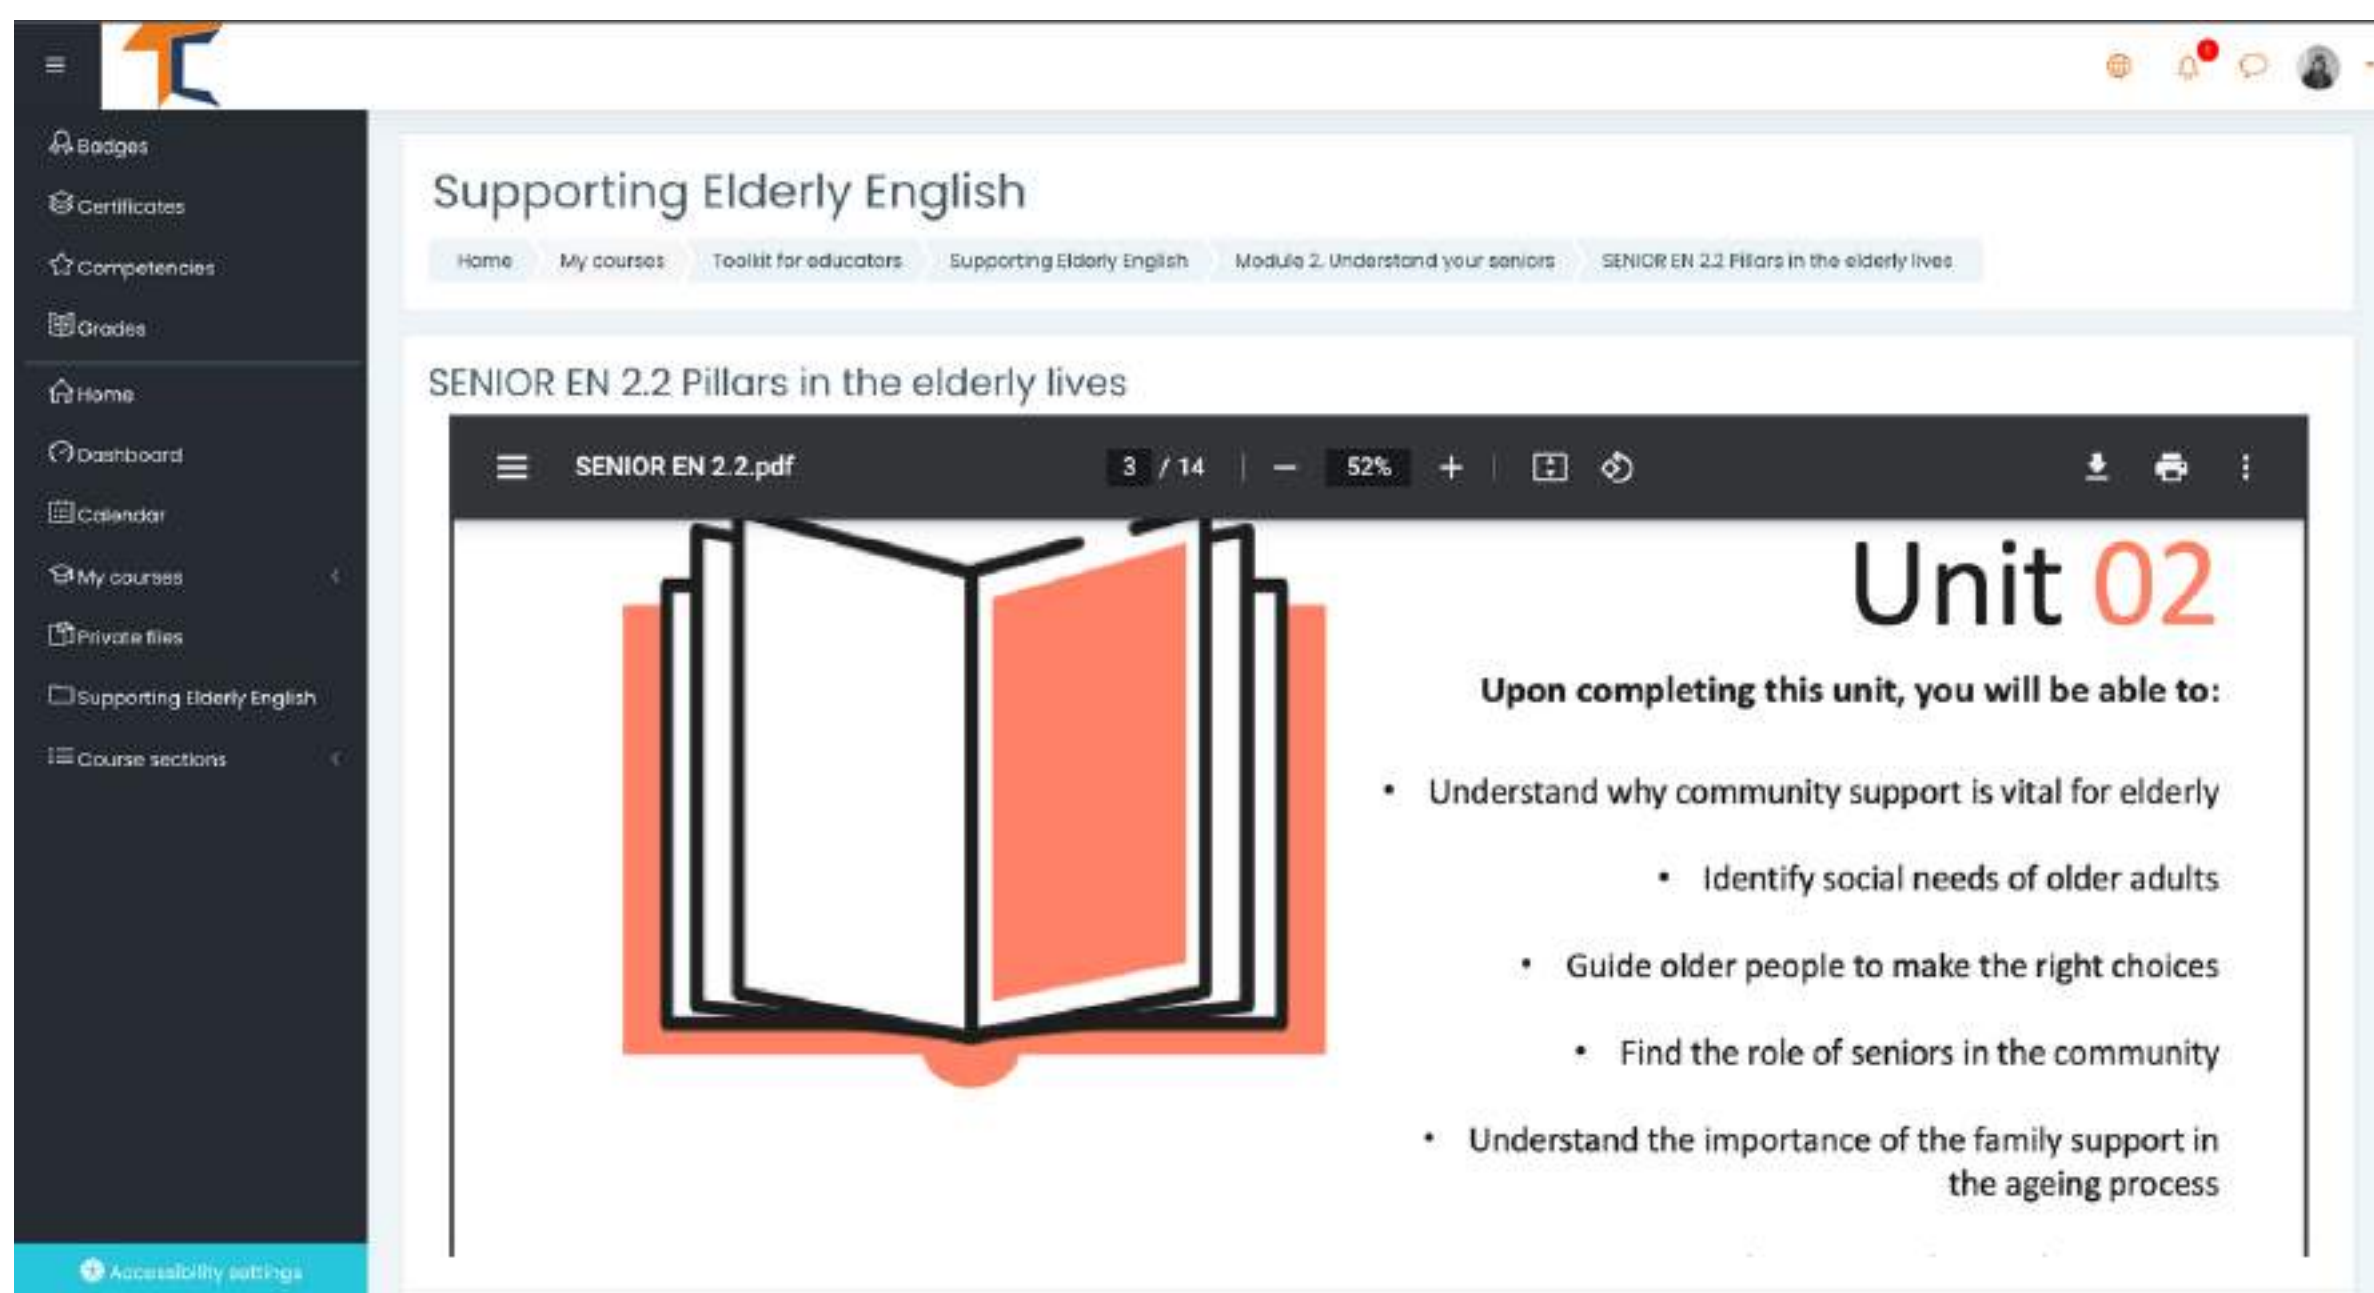 TC
Badges
Certificates
Competencies
Grades
Home
Dashboard
Calendar
My courses
Private files
Supporting Elderly English
Course sections
Accessibility settings
Supporting Elderly English
Home My courses Toolkit for educators Supporting Elderly English Module 2. Understand your seniors SENIOR EN 2.2 Pillars in the elderly lives
SENIOR EN 2.2 Pillars in the elderly lives
SENIOR EN 2.2.pdf 3 / 14 52%
Unit 02
Upon completing this unit, you will be able to:
• Understand why community support is vital for elderly
• Identify social needs of older adults
• Guide older people to make the right choices
• Find the role of seniors in the community
• Understand the importance of the family support in
the ageing process